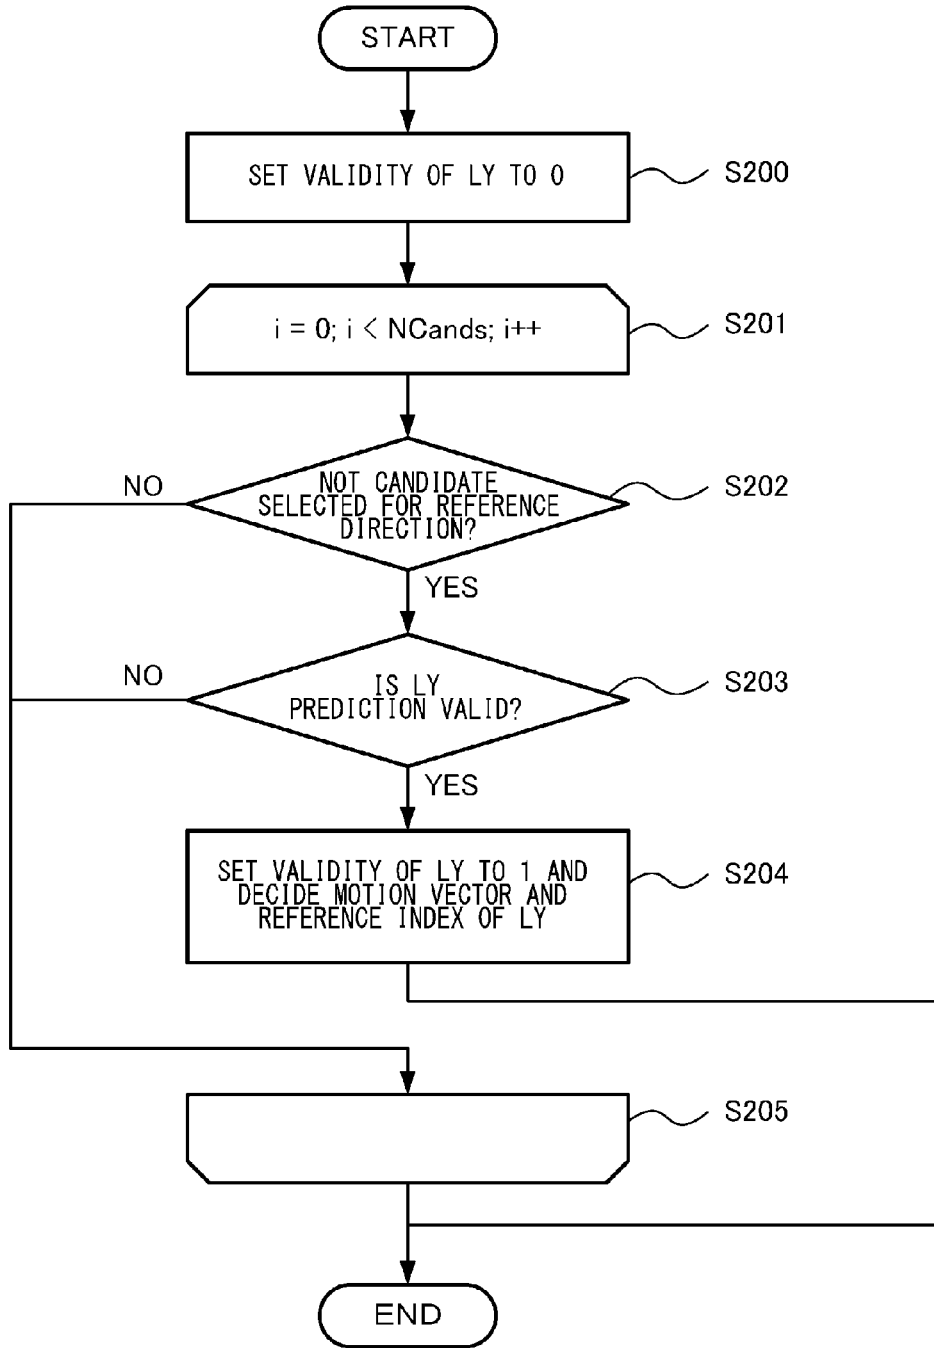 START
SET VALIDITY OF LY TO 0
S200
i = 0; i < NCands; i++
S201
NO
NOT CANDIDATE
SELECTED FOR REFERENCE
DIRECTION?
S202
YES
NO
IS LY
PREDICTION VALID?
S203
YES
SET VALIDITY OF LY TO 1 AND
DECIDE MOTION VECTOR AND
REFERENCE INDEX OF LY
S204
S205
END